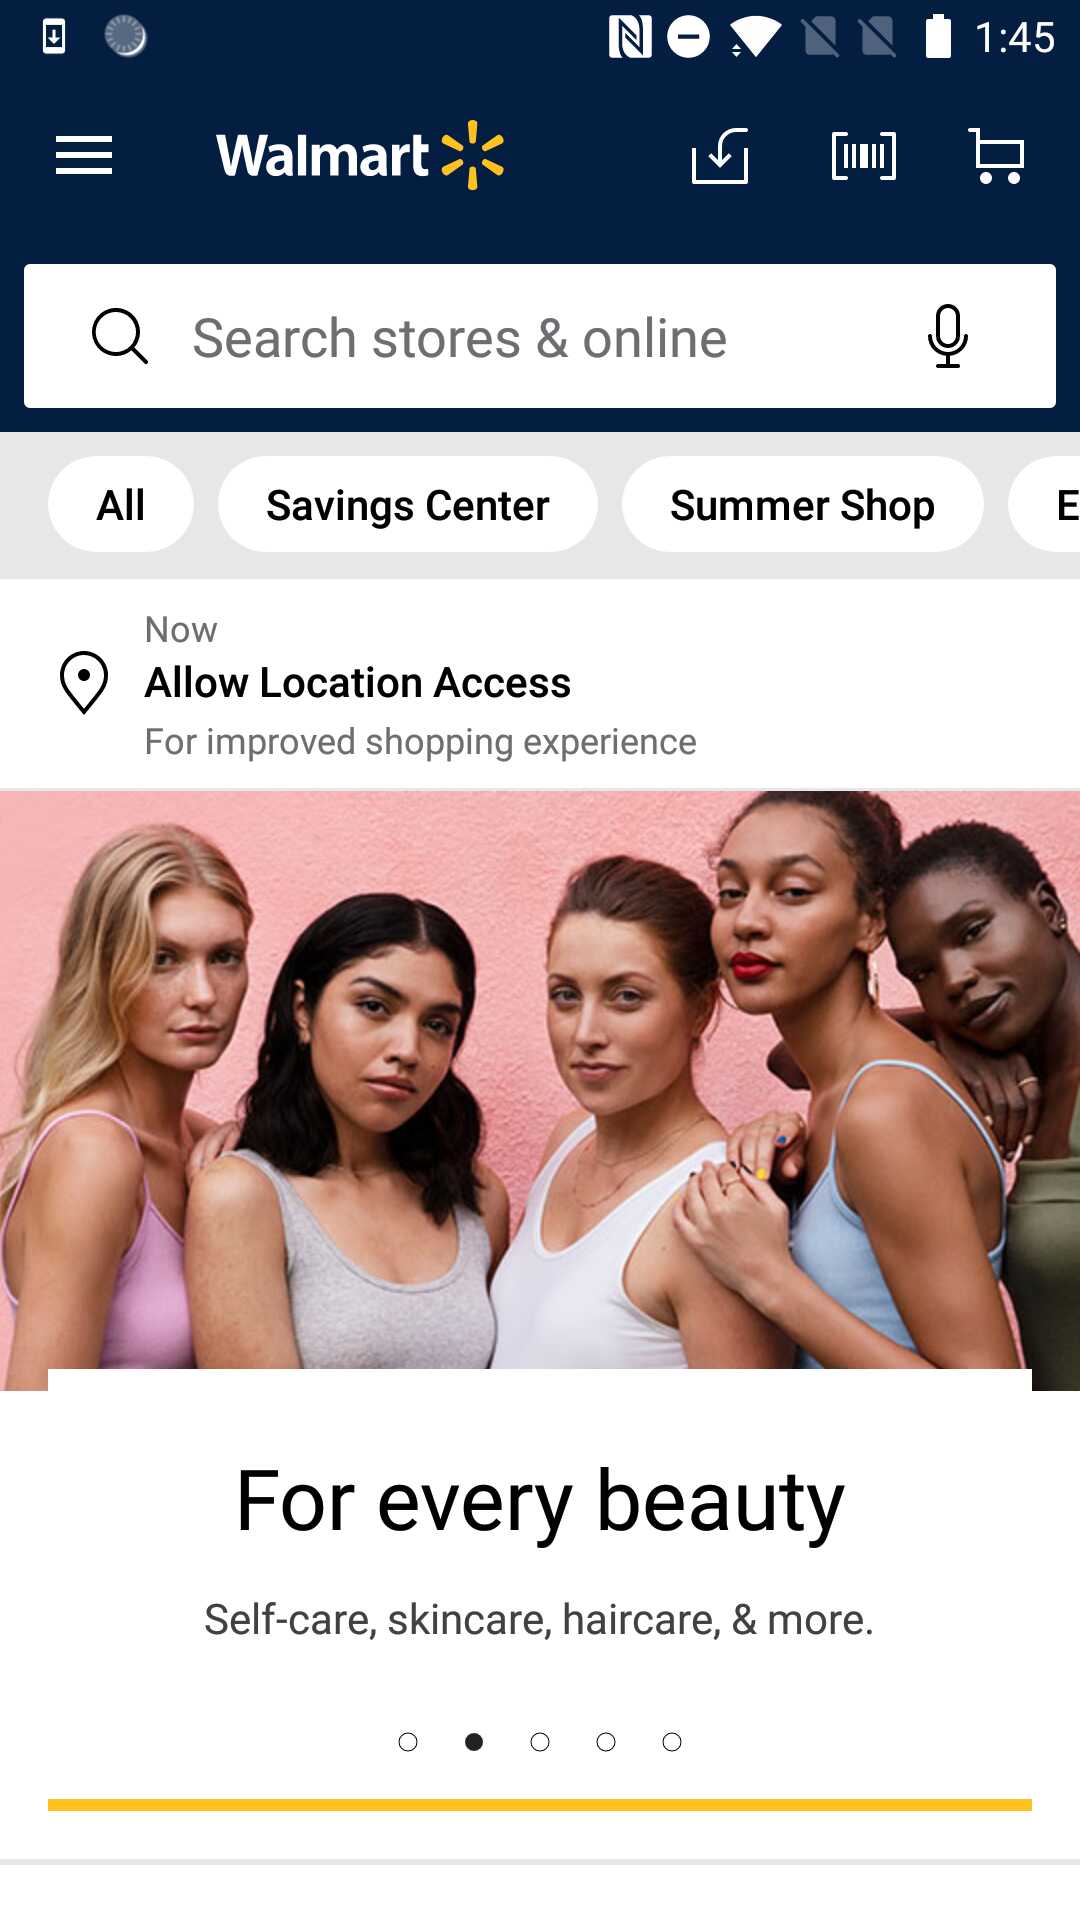 1:45
Walmart
Search stores & online
All
Savings Center
Summer Shop
E
Now
Allow Location Access
For improved shopping experience
For every beauty
Self-care, skincare, haircare, & more.